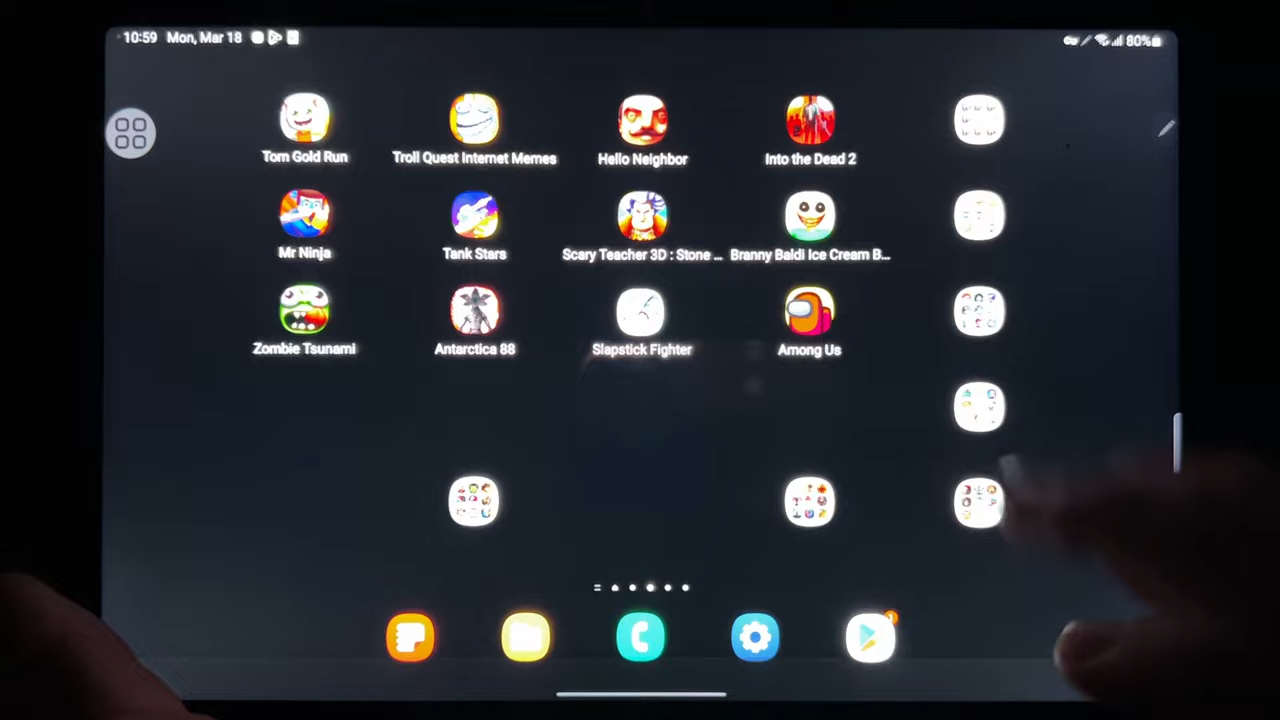 10:59 Mon, Mar 18
80%
Tom Gold Run
Troll Quest Internet Memes
Hello Neighbor
Into the Dead 2
Mr Ninja
Tank Stars
Scary Teacher 3D : Stone ...
Branny Baldi Ice Cream B...
Zombie Tsunami
Antarctica 88
Slapstick Fighter
Among Us
1